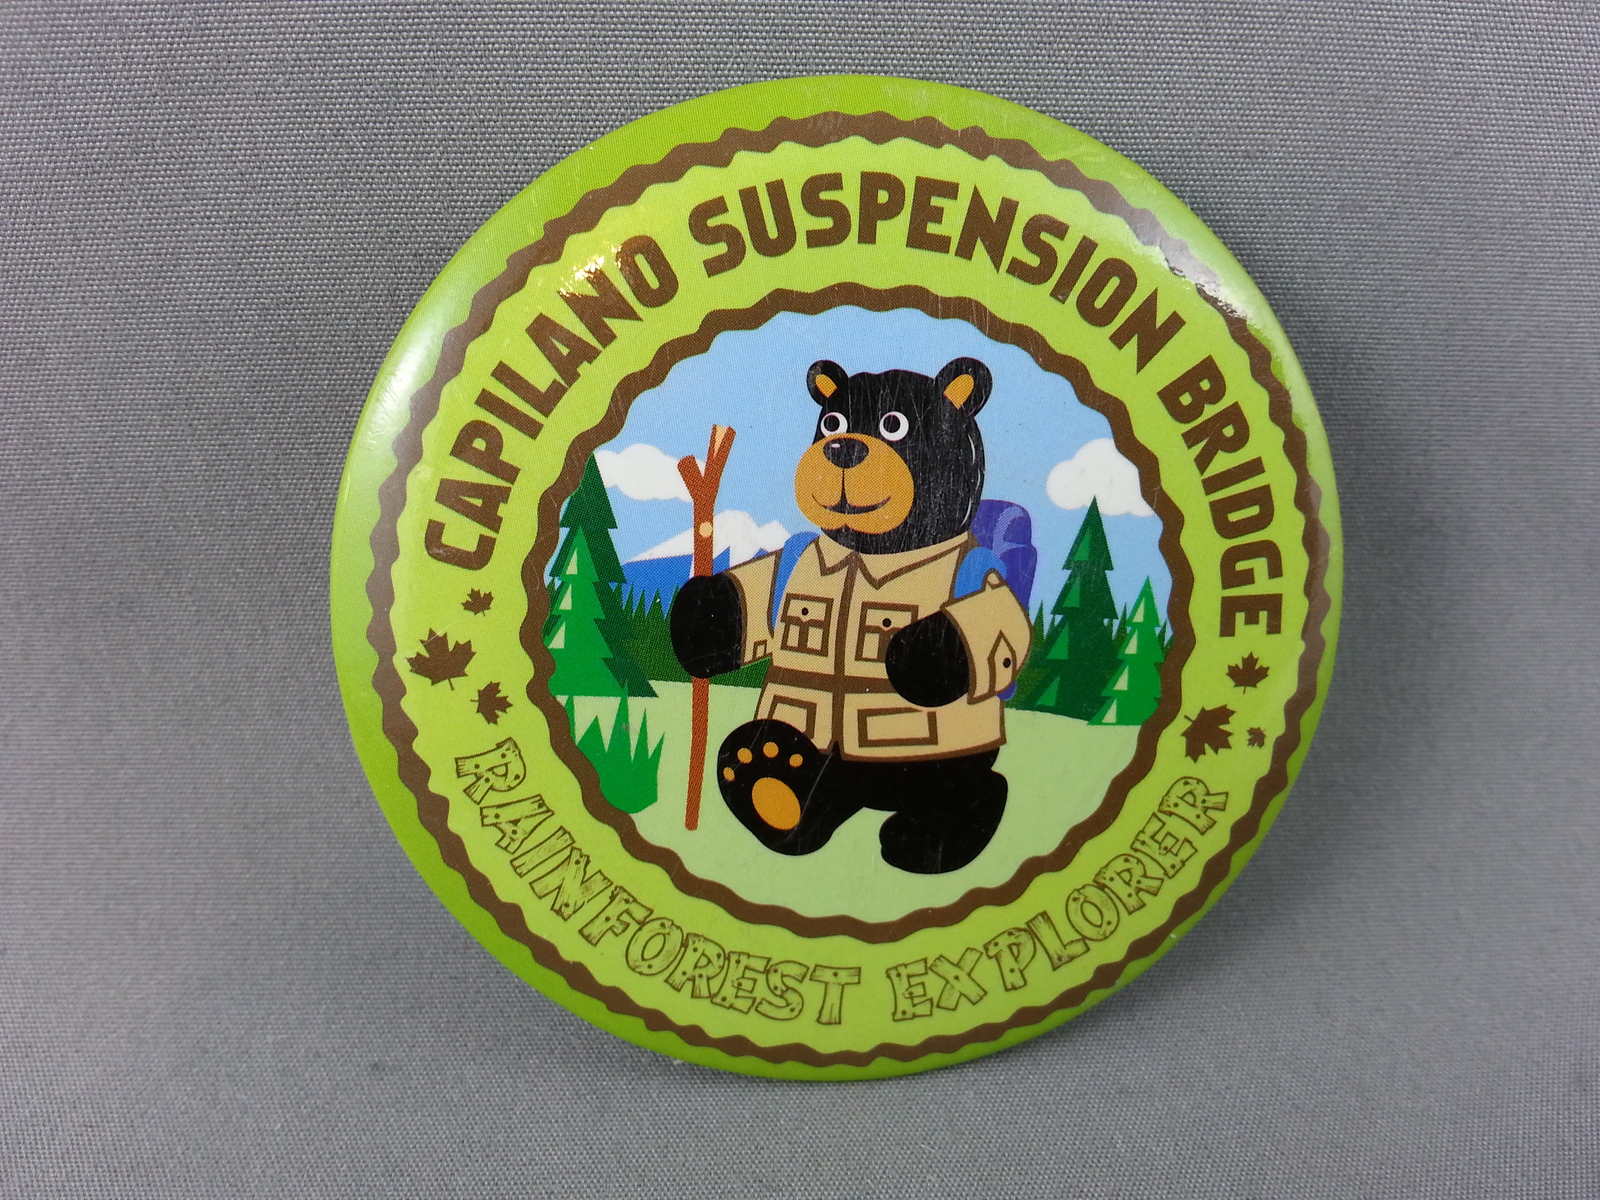 CAPILANO SUSPENSION BRIDGE
RAINFOREST EXPLORER